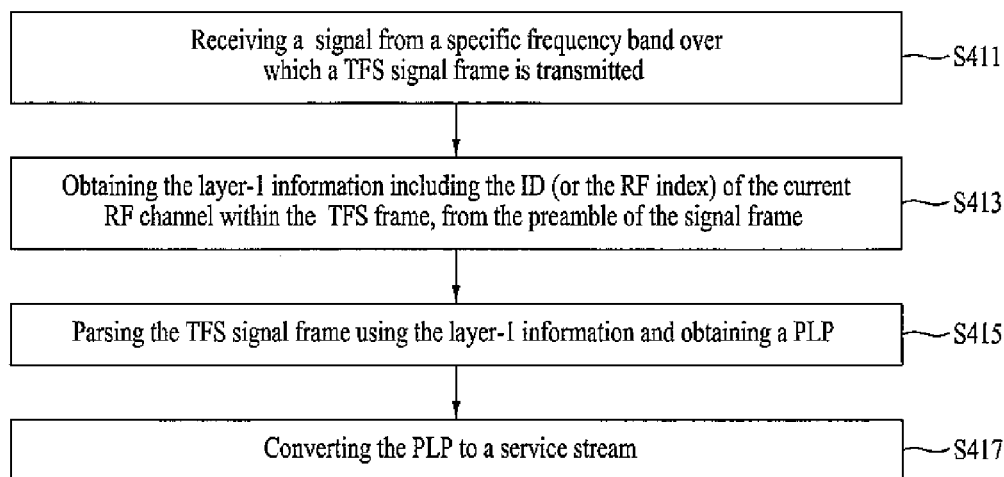 Receiving a signal from a specific frequency band over
which a TFS signal frame is transmitted
S411
Obtaining the layer-1 information including the ID (or the RF index) of the current
RF channel within the TFS frame, from the preamble of the signal frame
S413
Parsing the TFS signal frame using the layer-1 information and obtaining a PLP
S415
Converting the PLP to a service stream
S417